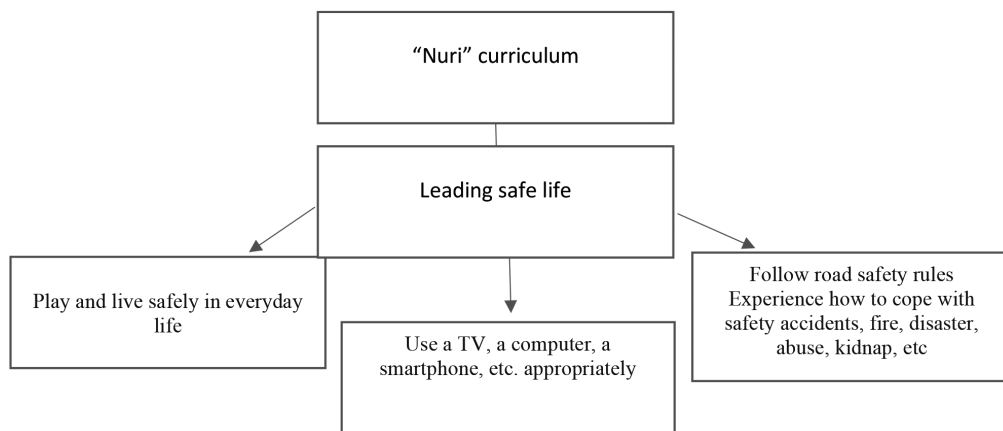 “Nuri” curriculum
Leading safe life
Play and live safely in everyday
life
Use a TV, a computer, a
smartphone, etc. appropriately
Follow road safety rules
Experience how to cope with
safety accidents, fire, disaster,
abuse, kidnap, etc